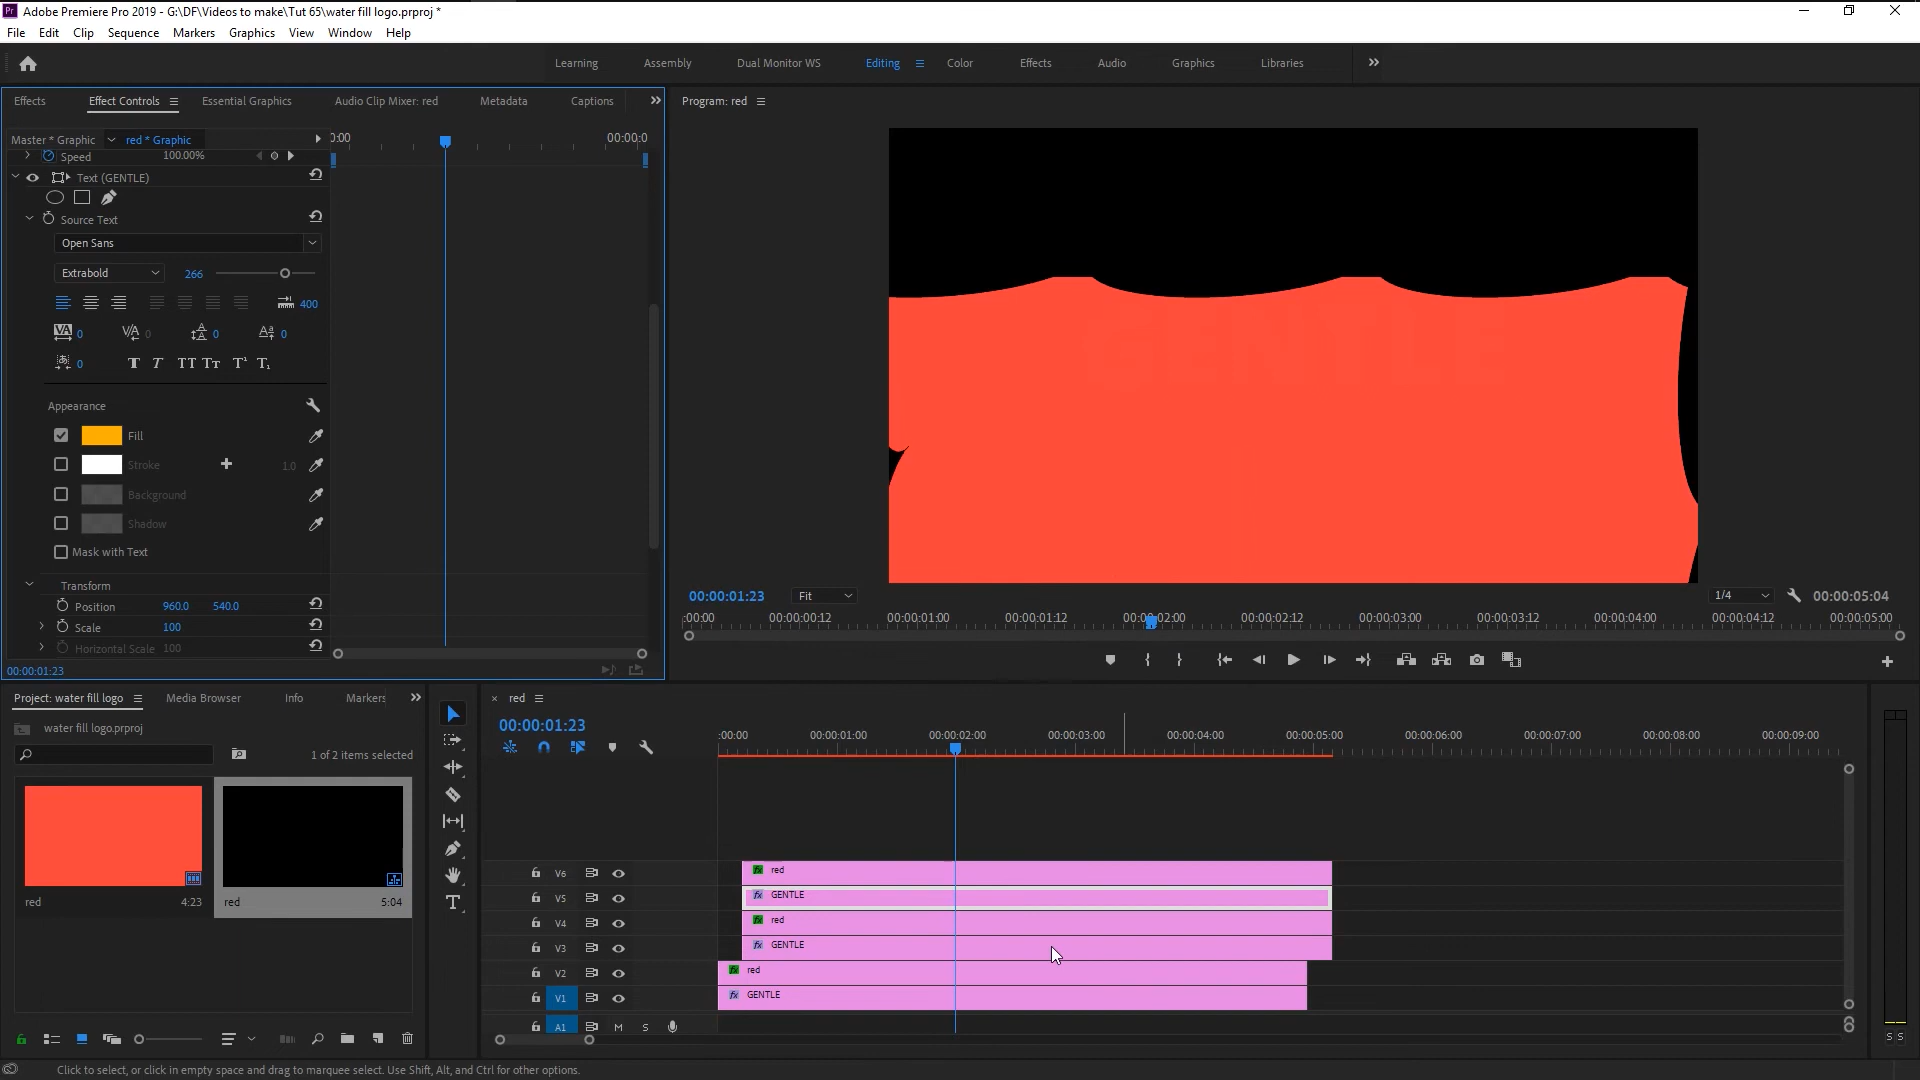 Adobe Premiere Pro 2019 - G:\DF\Videos to make\Tut 65\water fill logo.prproj *
File Edit Clip Sequence Markers Graphics View Window Help
Learning Assembly Dual Monitor WS Editing Color Effects Audio Graphics Libraries
Effects Effect Controls Essential Graphics Audio Clip Mixer: red Metadata Captions
Program: red
Master * Graphic red * Graphic 0:00 00:00:0
Speed 100.00%
Text (GENTLE)
Source Text
Open Sans
Extrabold 266
400
0 0 0 0
0
Appearance
Fill
Stroke 1.0
Background
Shadow
Mask with Text
Transform
Position 960.0 540.0
Scale 100
Horizontal Scale 100
00:00:01:23
GENTLE
00:00:01:23 Fit 1/4 00:00:05:04
:00:00 00:00:00:12 00:00:01:00 00:00:01:12 00:00:02:00 00:00:02:12 00:00:03:00 00:00:03:12 00:00:04:00 00:00:04:12 00:00:05:00
Project: water fill logo Media Browser Info Markers
water fill logo.prproj
1 of 2 items selected
red 4:23 red 5:04
red
00:00:01:23
:00:00 00:00:01:00 00:00:02:00 00:00:03:00 00:00:04:00 00:00:05:00 00:00:06:00 00:00:07:00 00:00:08:00 00:00:09:00
V6 red
V5 GENTLE
V4 red
V3 GENTLE
V2 red
V1 GENTLE
A1 M S
S S
Click to select, or click in empty space and drag to marquee select. Use Shift, Alt, and Ctrl for other options.